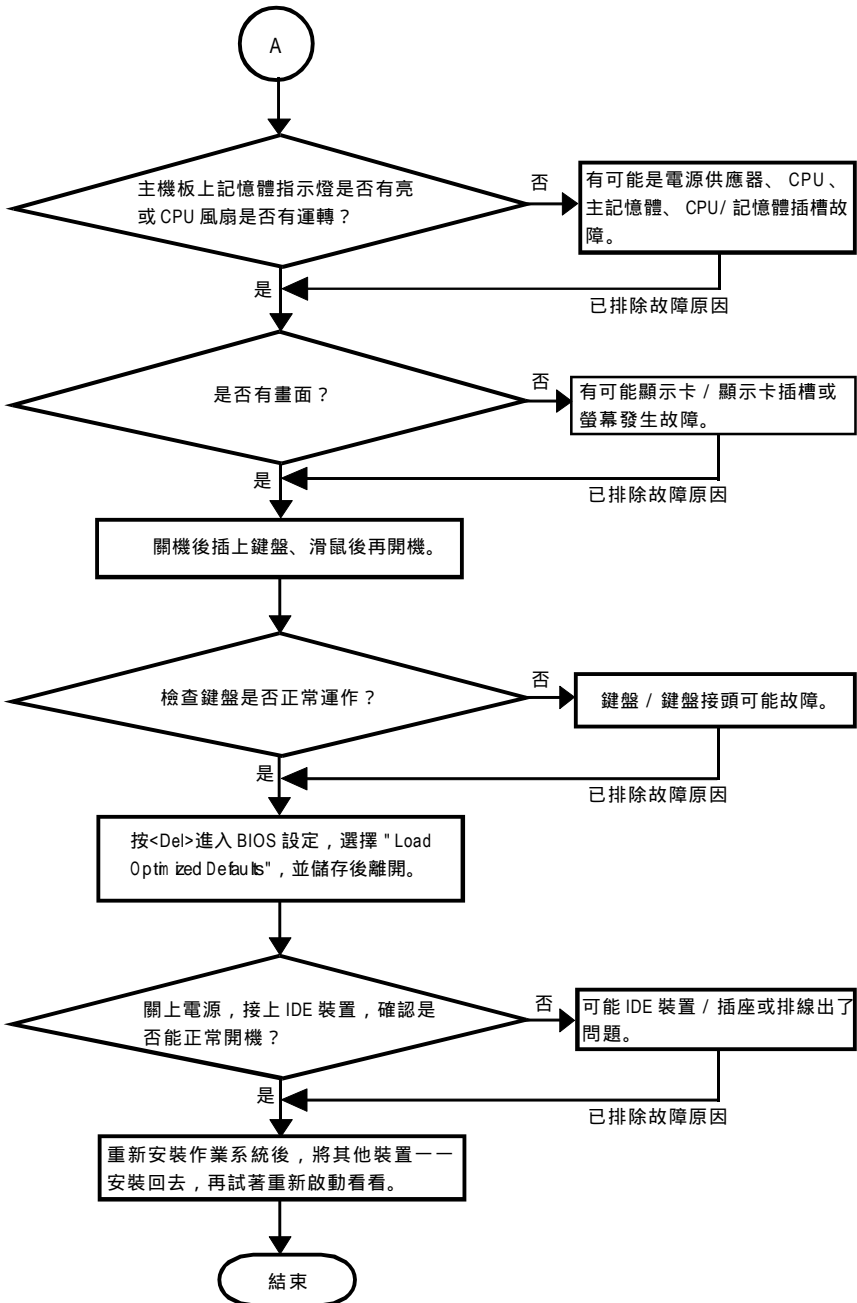 A
主機板上記憶體指示燈是否有亮
或 CPU 風扇是否有運轉？
否
有可能是電源供應器、 CPU 、
主記憶體、 CPU/ 記憶體插槽故
障。
是
已排除故障原因
是否有畫面？
否
有可能顯示卡 / 顯示卡插槽或
螢幕發生故障。
是
已排除故障原因
關機後插上鍵盤、滑鼠後再開機。
檢查鍵盤是否正常運作？
否
鍵盤 / 鍵盤接頭可能故障。
是
已排除故障原因
按<Del>進入 BIOS 設定，選擇 "Load
Optimized Defaults"，並儲存後離開。
關上電源，接上 IDE 裝置，確認是
否能正常開機？
否
可能 IDE 裝置 / 插座或排線出了
問題。
是
已排除故障原因
重新安裝作業系統後，將其他裝置一一
安裝回去，再試著重新啟動看看。
結束